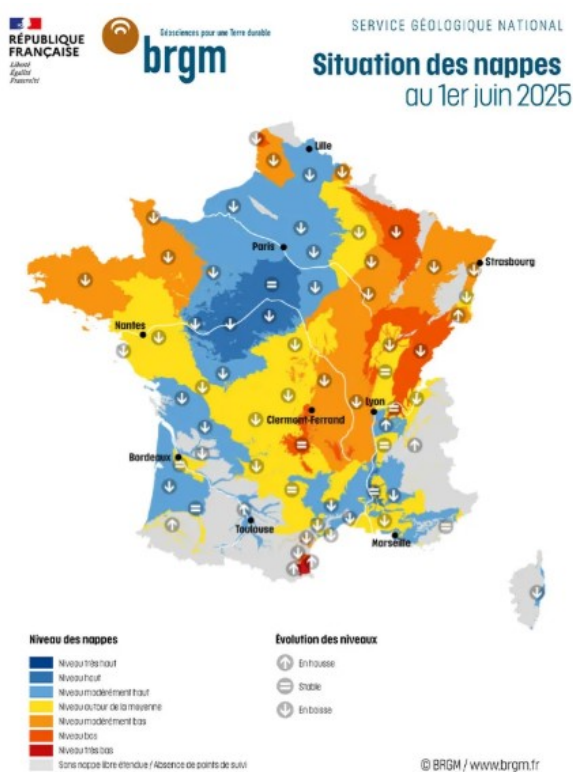 RÉPUBLIQUE
FRANÇAISE
Liberté
Égalité
Fraternité
Géosciences pour une Terre durable
brgm
SERVICE GÉOLOGIQUE NATIONAL
Situation des nappes
au 1er juin 2025
Lille
Paris
Strasbourg
Nantes
Lyon
Clermont-Ferrand
Bordeaux
Toulouse
Marseille
Niveau des nappes
Niveau très haut
Niveau haut
Niveau modérément haut
Niveau autour de la moyenne
Niveau modérément bas
Niveau bas
Niveau très bas
Sans nappe libre étendue / Absence de points de suivi
Évolution des niveaux
En hausse
Stable
En baisse
© BRGM / www.brgm.fr